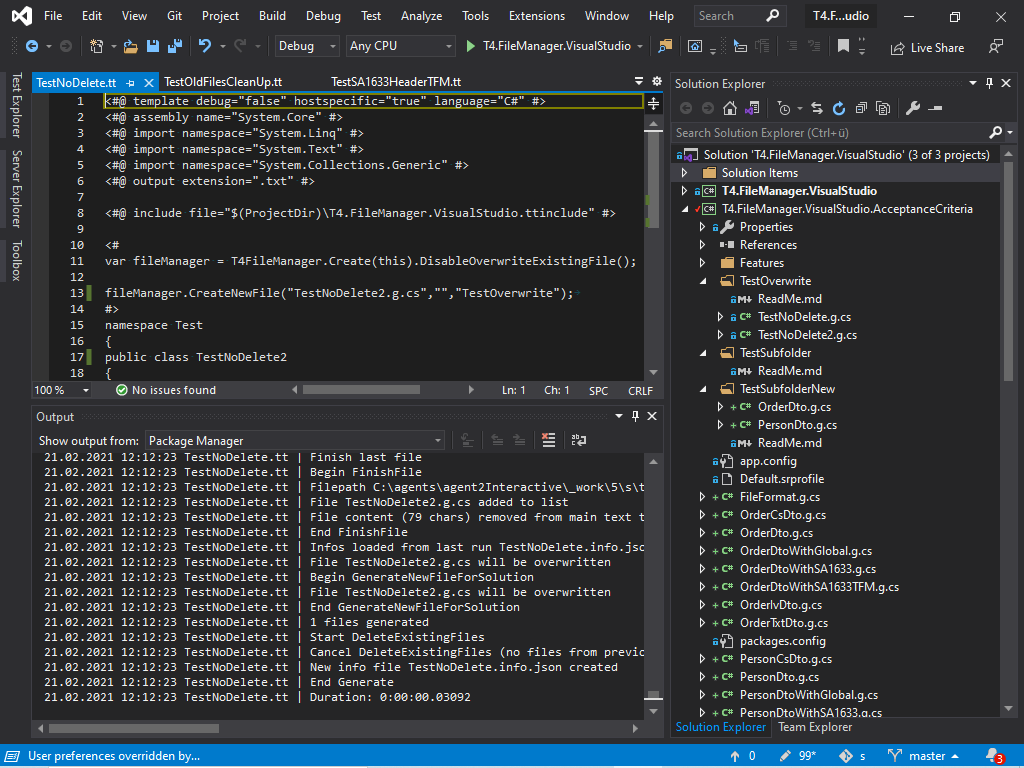 File Edit View Git Project Build Debug Test Analyze Tools Extensions Window Help Search T4.F...udio
Debug Any CPU T4.FileManager.VisualStudio Live Share
Test Explorer
Server Explorer
Toolbox
TestNoDelete.tt TestOldFilesCleanUp.tt TestSA1633HeaderTFM.tt
1 <#@ template debug="false" hostspecific="true" language="C#" #>
2 <#@ assembly name="System.Core" #>
3 <#@ import namespace="System.Linq" #>
4 <#@ import namespace="System.Text" #>
5 <#@ import namespace="System.Collections.Generic" #>
6 <#@ output extension=".txt" #>
7
8 <#@ include file="$(ProjectDir)\T4.FileManager.VisualStudio.ttinclude" #>
9
10 <#
11 var fileManager = T4FileManager.Create(this).DisableOverwriteExistingFile();
12
13 fileManager.CreateNewFile("TestNoDelete2.g.cs","","TestOverwrite");
14 #>
15 namespace Test
16 {
17 public class TestNoDelete2
18 {
100 % No issues found Ln: 1 Ch: 1 SPC CRLF
Output
Show output from: Package Manager
21.02.2021 12:12:23 TestNoDelete.tt | Finish last file
21.02.2021 12:12:23 TestNoDelete.tt | Begin FinishFile
21.02.2021 12:12:23 TestNoDelete.tt | Filepath C:\agents\agent2Interactive\_work\5\s\t
21.02.2021 12:12:23 TestNoDelete.tt | File TestNoDelete2.g.cs added to list
21.02.2021 12:12:23 TestNoDelete.tt | File content (79 chars) removed from main text t
21.02.2021 12:12:23 TestNoDelete.tt | End FinishFile
21.02.2021 12:12:23 TestNoDelete.tt | Infos loaded from last run TestNoDelete.info.jso
21.02.2021 12:12:23 TestNoDelete.tt | File TestNoDelete2.g.cs will be overwritten
21.02.2021 12:12:23 TestNoDelete.tt | Begin GenerateNewFileForSolution
21.02.2021 12:12:23 TestNoDelete.tt | File TestNoDelete2.g.cs will be overwritten
21.02.2021 12:12:23 TestNoDelete.tt | End GenerateNewFileForSolution
21.02.2021 12:12:23 TestNoDelete.tt | 1 files generated
21.02.2021 12:12:23 TestNoDelete.tt | Start DeleteExistingFiles
21.02.2021 12:12:23 TestNoDelete.tt | Cancel DeleteExistingFiles (no files from previo
21.02.2021 12:12:23 TestNoDelete.tt | New info file TestNoDelete.info.json created
21.02.2021 12:12:23 TestNoDelete.tt | End Generate
21.02.2021 12:12:23 TestNoDelete.tt | Duration: 0:00:00.03092
Solution Explorer
Search Solution Explorer (Ctrl+ü)
Solution 'T4.FileManager.VisualStudio' (3 of 3 projects)
Solution Items
C# T4.FileManager.VisualStudio
C# T4.FileManager.VisualStudio.AcceptanceCriteria
Properties
References
Features
TestOverwrite
M+ ReadMe.md
C# TestNoDelete.g.cs
C# TestNoDelete2.g.cs
TestSubfolder
M+ ReadMe.md
TestSubfolderNew
+ C# OrderDto.g.cs
+ C# PersonDto.g.cs
M+ ReadMe.md
app.config
Default.srprofile
+ C# FileFormat.g.cs
+ C# OrderCsDto.g.cs
+ C# OrderDto.g.cs
+ C# OrderDtoWithGlobal.g.cs
+ C# OrderDtoWithSA1633.g.cs
+ C# OrderDtoWithSA1633TFM.g.cs
+ C# OrderIvDto.g.cs
+ C# OrderTxtDto.g.cs
packages.config
+ C# PersonCsDto.g.cs
+ C# PersonDto.g.cs
+ C# PersonDtoWithGlobal.g.cs
+ C# PersonDtoWithSA1633.g.cs
Solution Explorer Team Explorer
User preferences overridden by... 0 99* s master 3